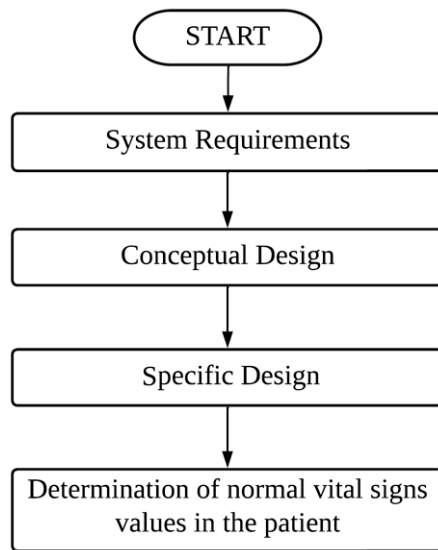 START
System Requirements
Conceptual Design
Specific Design
Determination of normal vital signs
values in the patient